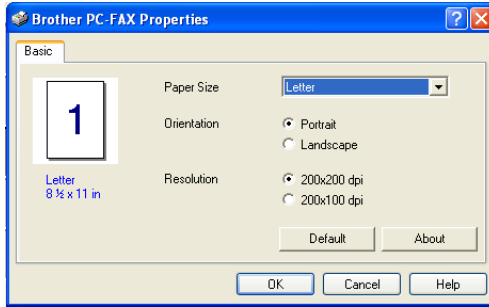 Brother PC-FAX Properties
Basic
1
Letter
8 ½ x 11 in
Paper Size
Letter
Orientation
Portrait
Landscape
Resolution
200x200 dpi
200x100 dpi
Default
About
OK
Cancel
Help